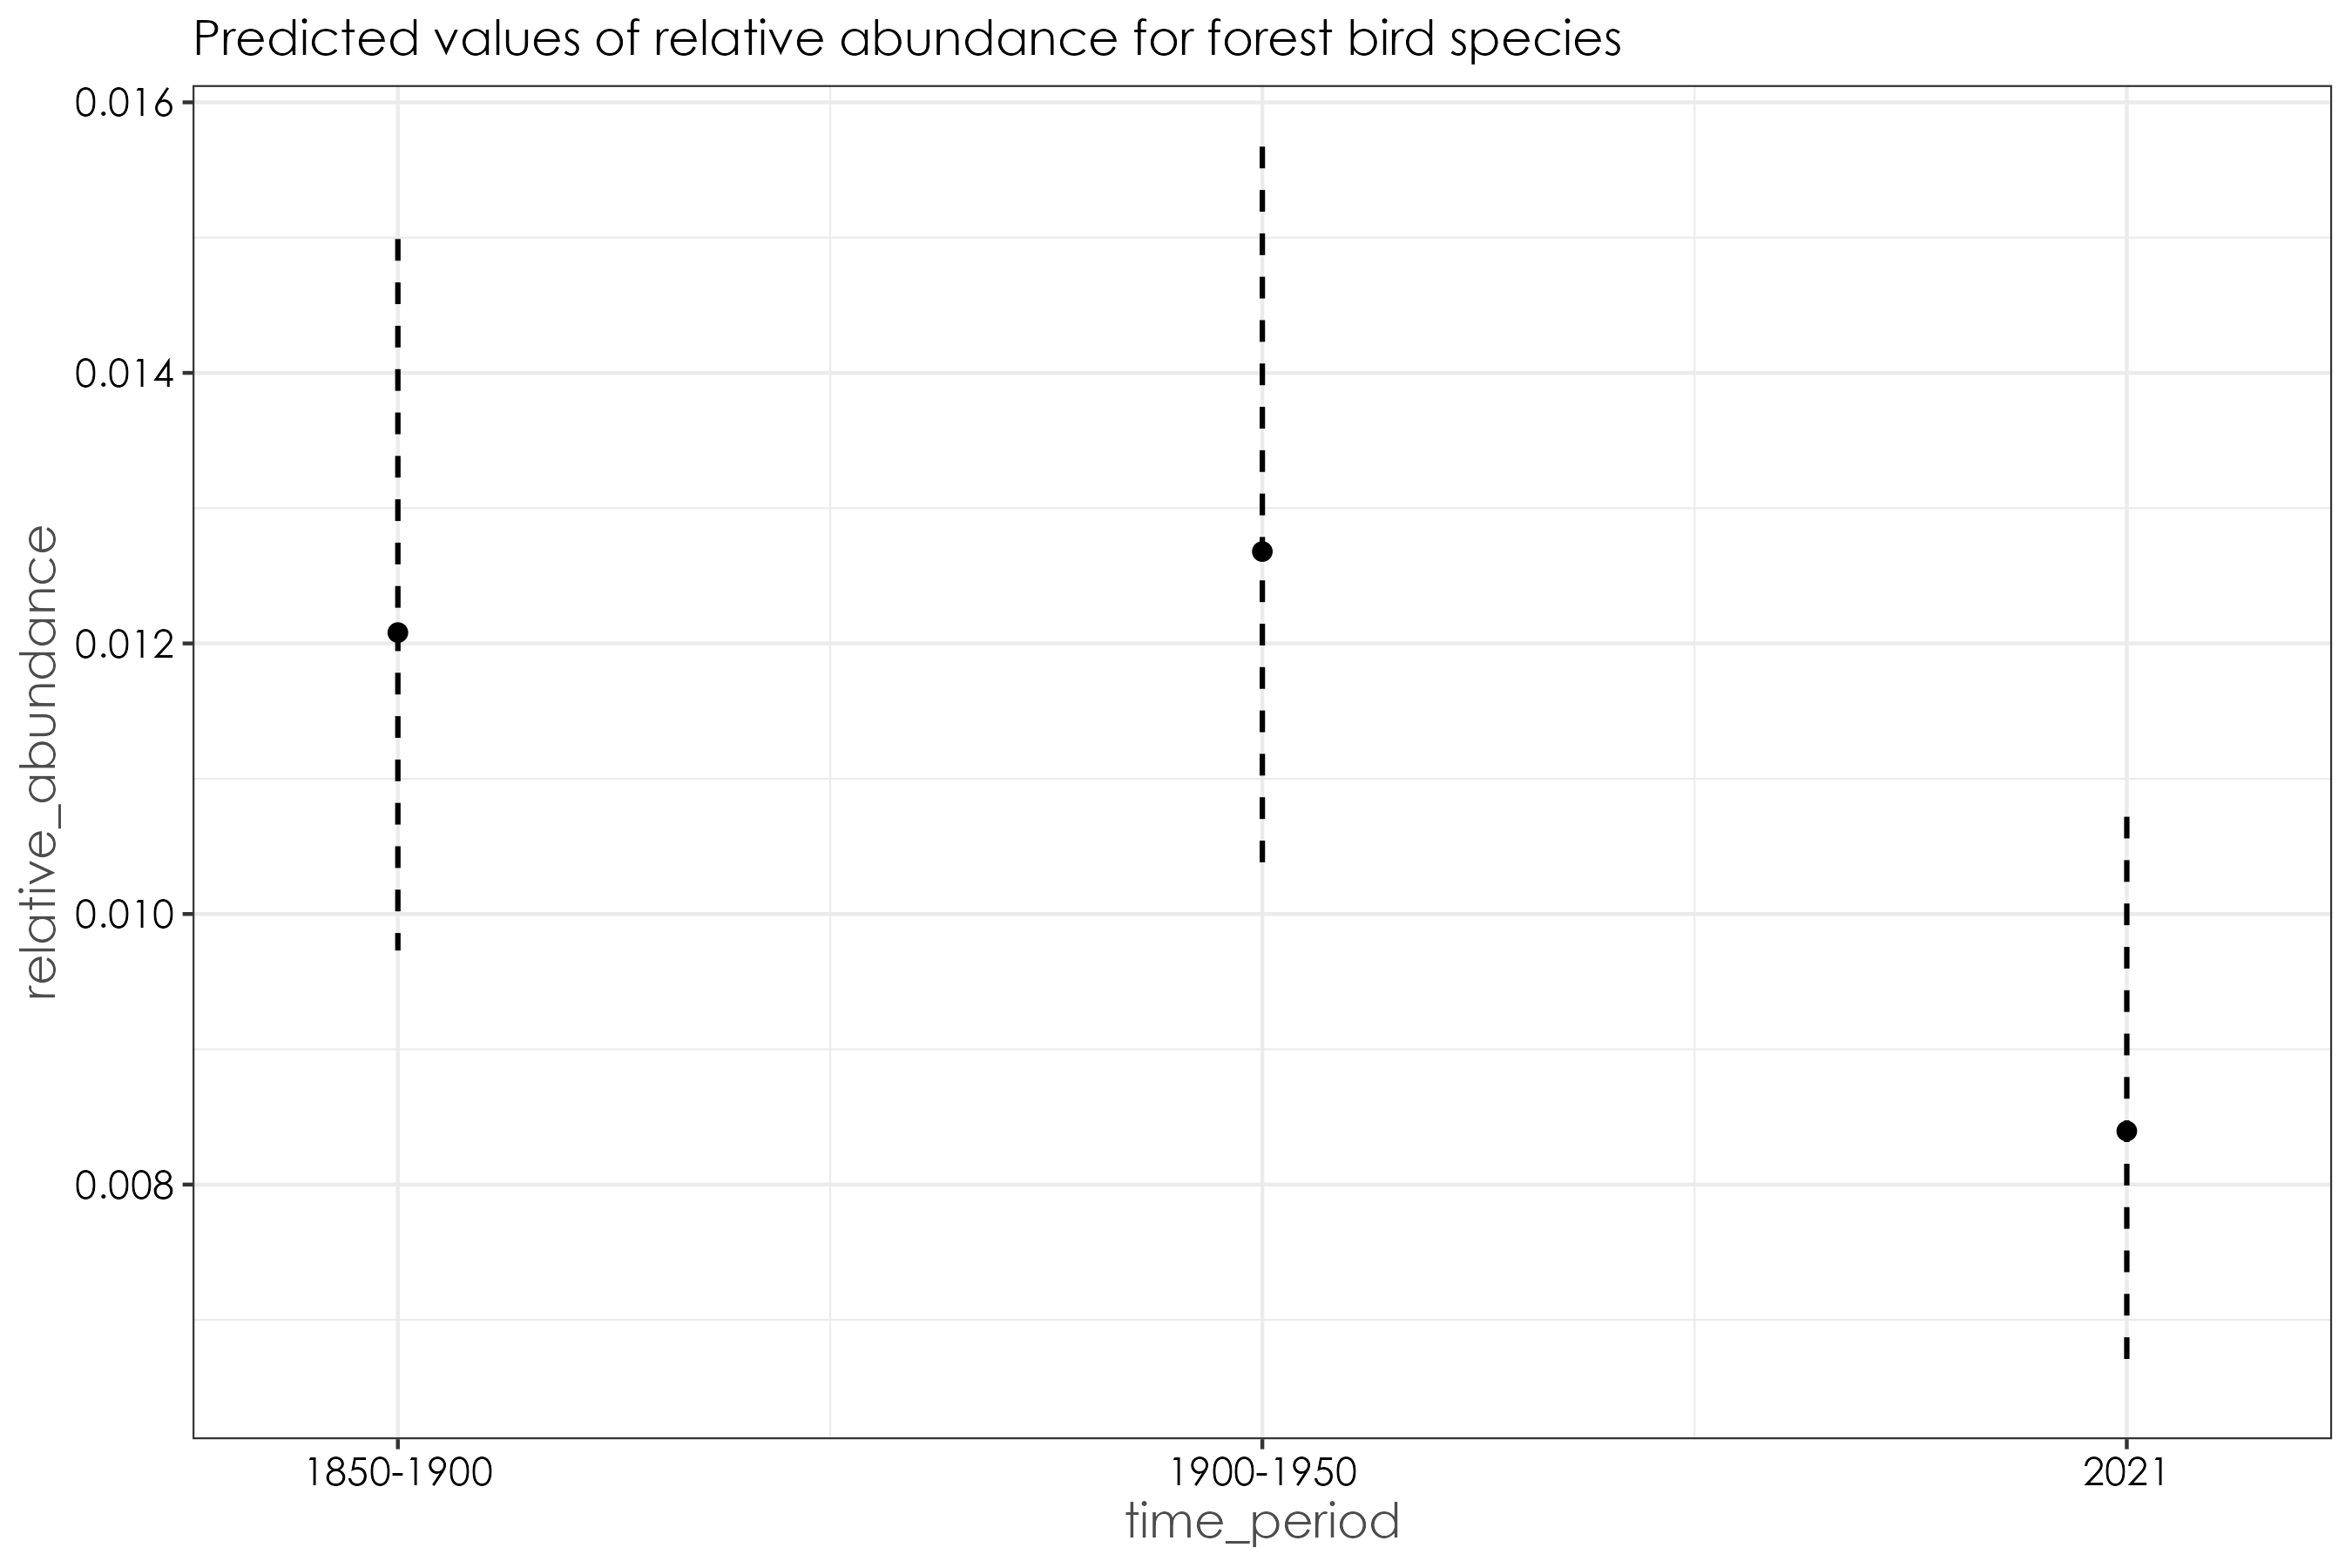 Predicted values of relative abundance for forest bird species
0.016
0.014
0.012
0.010
0.008
relative_abundance
1850-1900
1900-1950
2021
time_period